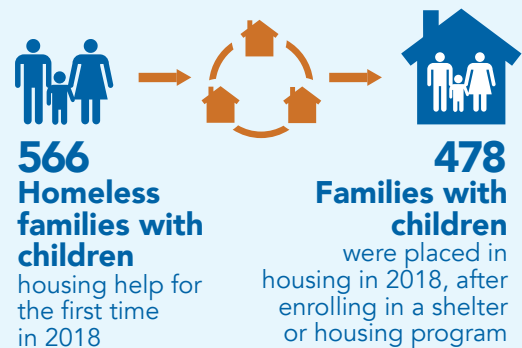 566
Homeless
families with
children
housing help for
the first time
in 2018
478
Families with
children
were placed in
housing in 2018, after
enrolling in a shelter
or housing program